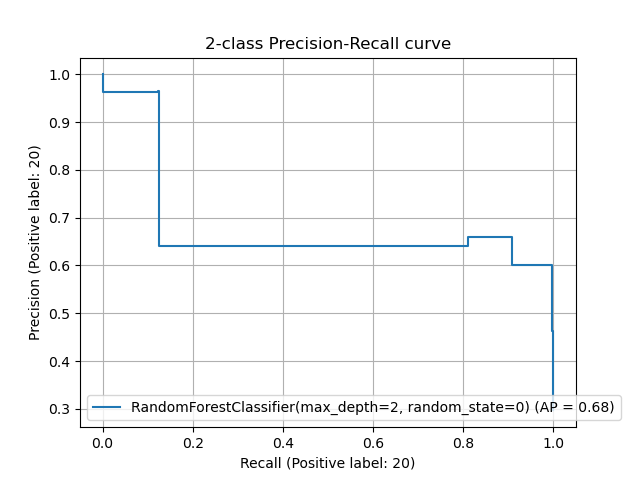 2-class Precision-Recall curve
1.0
0.9
0.8
0.7
0.6
0.5
0.4
0.3
Precision (Positive label: 20)
RandomForestClassifier(max_depth=2, random_state=0) (AP = 0.68)
0.0 0.2 0.4 0.6 0.8 1.0
Recall (Positive label: 20)